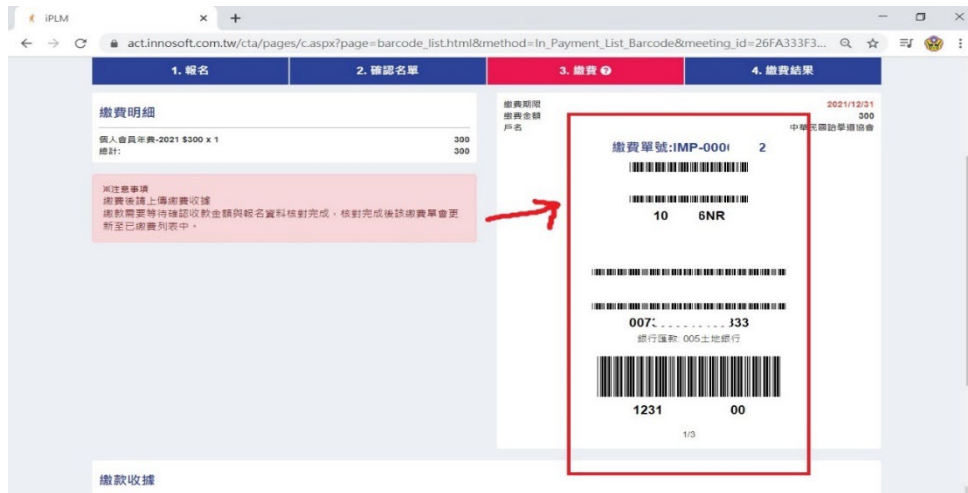 iPLM
act.innosoft.com.tw/cta/pages/c.aspx?page=barcode_list.html&method=In_Payment_List_Barcode&meeting_id=26FA333F3...
1. 報名
2. 確認名單
3. 繳費
4. 繳費結果
繳費明細
個人會員年費-2021 $300 x 1 300
總計: 300
※注意事項
繳費後請上傳繳費收據
繳款需要等待確認收款金額與報名資料核對完成,核對完成後該繳費單會更
新至已繳費列表中。
繳費期限 2021/12/31
繳費金額 300
戶名 中華民國跆拳道協會
繳費單號:IMP-000 2
10 6NR
007 333
銀行匯款: 005土地銀行
1231 00
1/3
繳款收據